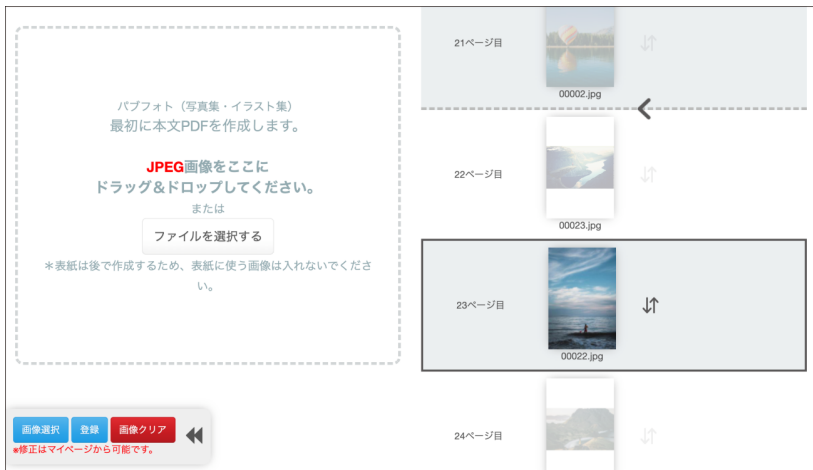 パブフォト（写真集・イラスト集）
最初に本文PDFを作成します。
JPEG画像をここに
ドラッグ＆ドロップしてください。
または
ファイルを選択する
＊表紙は後で作成するため、表紙に使う画像は入れないでくださ
い。
画像選択
登録
画像クリア
※修正はマイページから可能です。
21ページ目
00002.jpg
22ページ目
00023.jpg
23ページ目
00022.jpg
24ページ目